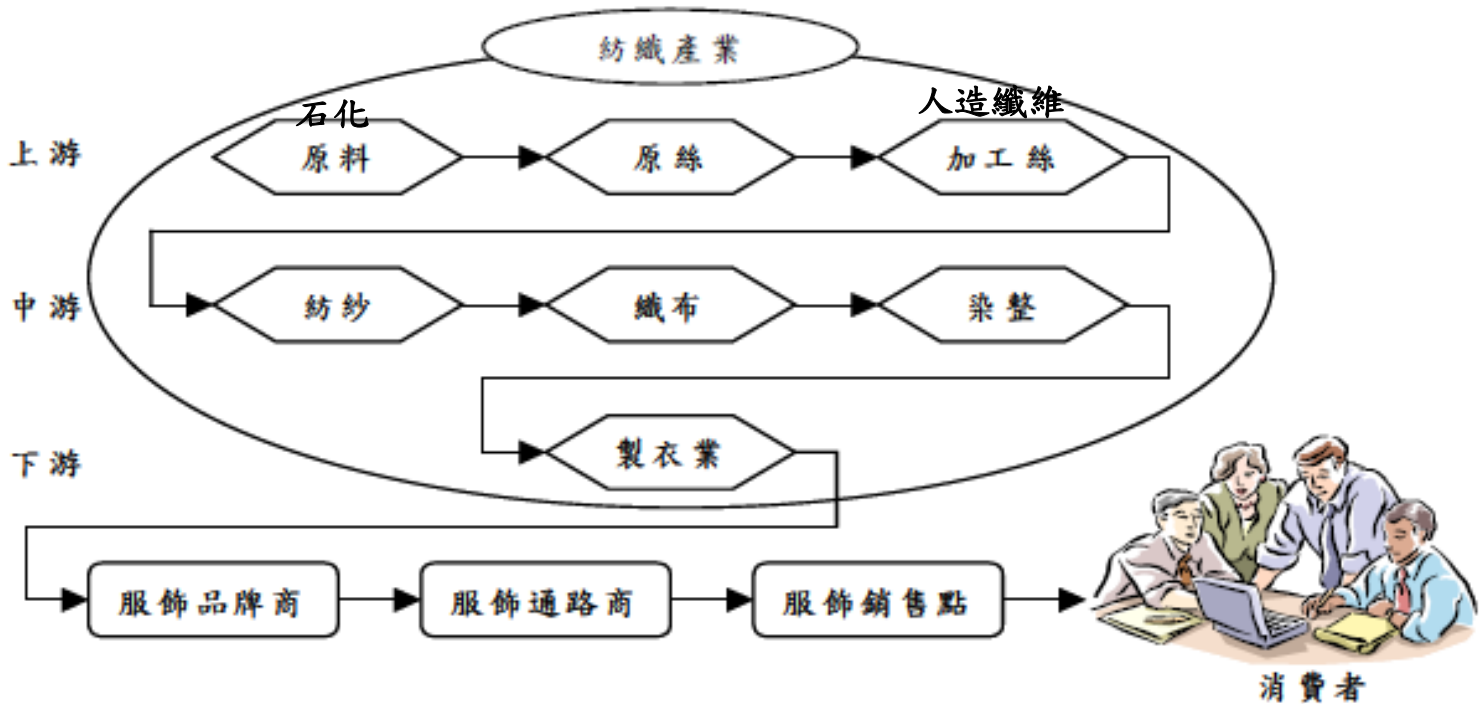 紡織產業
石化
人造纖維
上游
原料
原絲
加工絲
中游
紡紗
織布
染整
下游
製衣業
服飾品牌商
服飾通路商
服飾銷售點
消費者